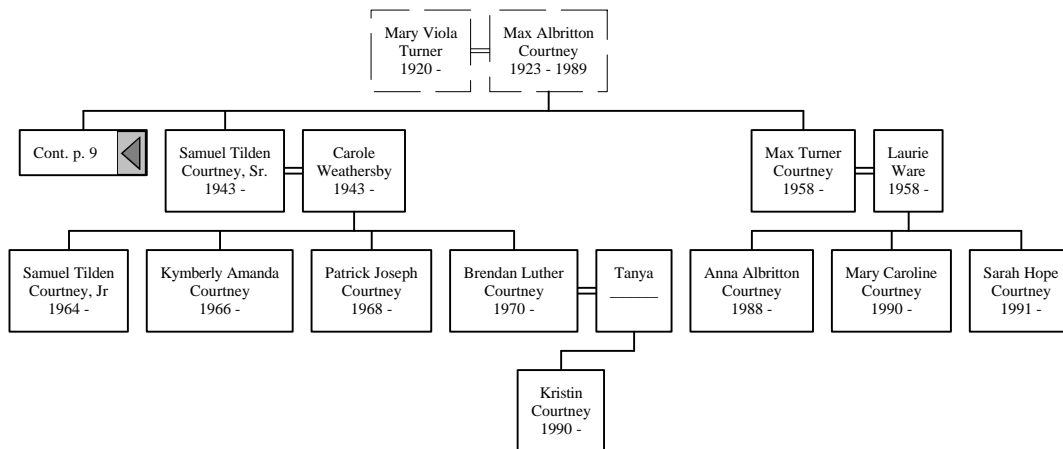 Mary Viola
Turner
1920 -
Max Albritton
Courtney
1923 - 1989
Cont. p. 9
Samuel Tilden
Courtney, Sr.
1943 -
Carole
Weathersby
1943 -
Max Turner
Courtney
1958 -
Laurie
Ware
1958 -
Samuel Tilden
Courtney, Jr
1964 -
Kymberly Amanda
Courtney
1966 -
Patrick Joseph
Courtney
1968 -
Brendan Luther
Courtney
1970 -
Tanya
______
Anna Albritton
Courtney
1988 -
Mary Caroline
Courtney
1990 -
Sarah Hope
Courtney
1991 -
Kristin
Courtney
1990 -